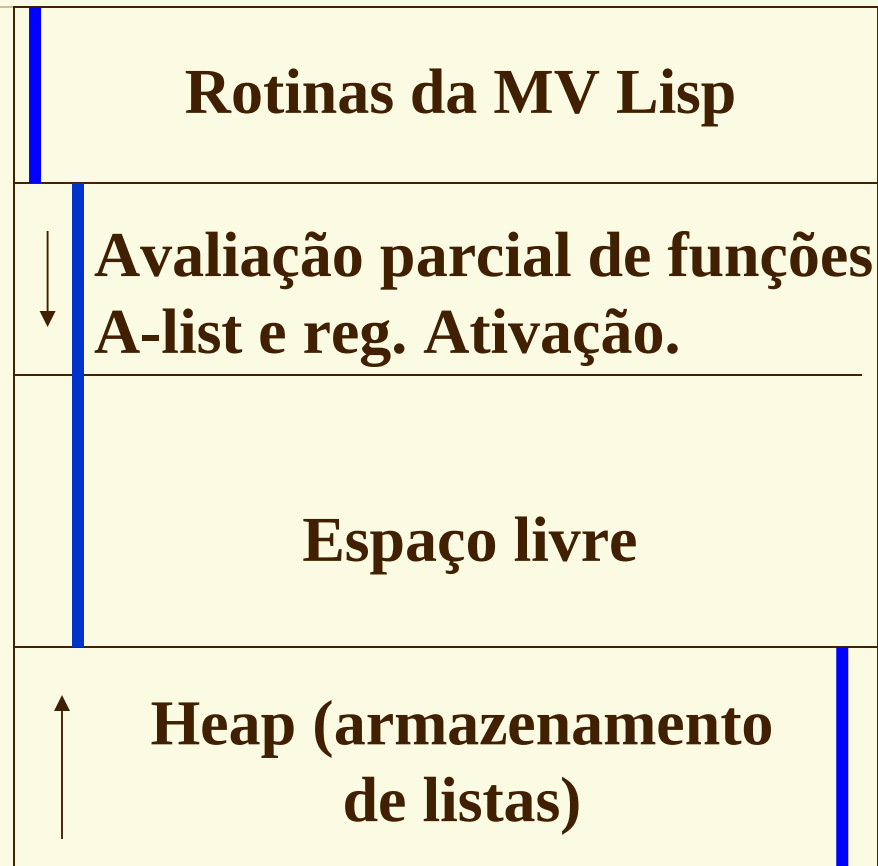 Rotinas da MV Lisp
Avaliação parcial de funções
A-list e reg. Ativação.
Espaço livre
Heap (armazenamento
de listas)